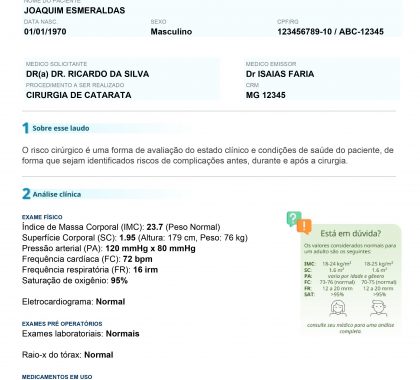 NOME DO PACIENTE
JOAQUIM ESMERALDAS
DATA NASC.
SEXO
CPF/RG
01/01/1970
Masculino
123456789-10 / ABC-12345
MEDICO SOLICITANTE
MEDICO EMISSOR
DR(a) DR. RICARDO DA SILVA
Dr ISAIAS FARIA
PROCEDIMENTO A SER REALIZADO
CRM
CIRURGIA DE CATARATA
MG 12345
1 Sobre esse laudo
O risco cirúrgico é uma forma de avaliação do estado clínico e condições de saúde do paciente, de
forma que sejam identificados riscos de complicações antes, durante e após a cirurgia.
2 Análise clínica
EXAME FÍSICO
Índice de Massa Corporal (IMC): 23.7 (Peso Normal)
Superfície Corporal (SC): 1.95 (Altura: 179 cm, Peso: 76 kg)
Pressão arterial (PA): 120 mmHg x 80 mmHg
Frequência cardíaca (FC): 72 bpm
Frequência respiratória (FR): 16 irm
Saturação de oxigênio: 95%
Eletrocardiograma: Normal
? !
Está em dúvida?
Os valores considerados normais para
um adulto são os seguintes:
IMC: 18-24 kg/m² 18-25 kg/m²
SC: 1.6 m² 1.6 m²
PA: varia por idade e gênero
FC: 73-76 (normal) 70-75 (normal)
FR: 12 a 20 mrm 12 a 20 mrm
SAT: >95% >95%
consulte seu médico para uma análise
completa
EXAMES PRÉ OPERATÓRIOS
Exames laboratoriais: Normais
Raio-x do tórax: Normal
MEDICAMENTOS EM USO